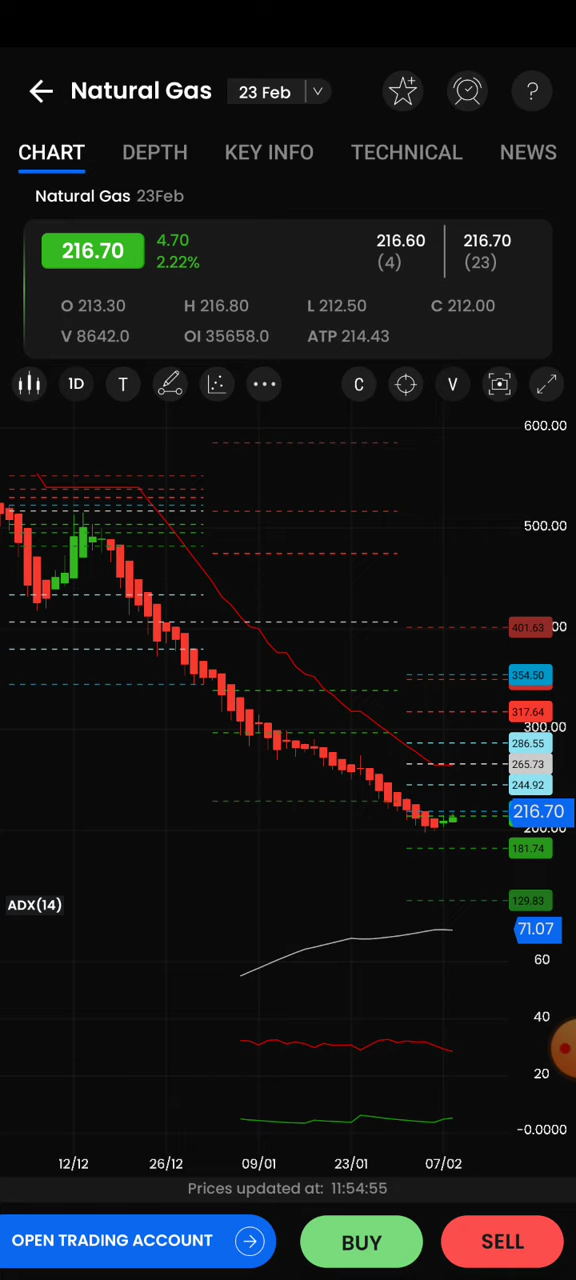 Natural Gas 23 Feb ?
CHART DEPTH KEY INFO TECHNICAL NEWS
Natural Gas 23Feb
216.70 4.70 216.60 216.70
2.22% (4) (23)
O 213.30 H 216.80 L 212.50 C 212.00
V 8642.0 OI 35658.0 ATP 214.43
1D T C V
600.00
500.00
401.63
354.50
317.64
300.00
286.55
265.73
244.92
216.70
181.74
129.83
ADX(14)
71.07
60
40
20
-0.0000
12/12 26/12 09/01 23/01 07/02
Prices updated at: 11:54:55
OPEN TRADING ACCOUNT BUY SELL